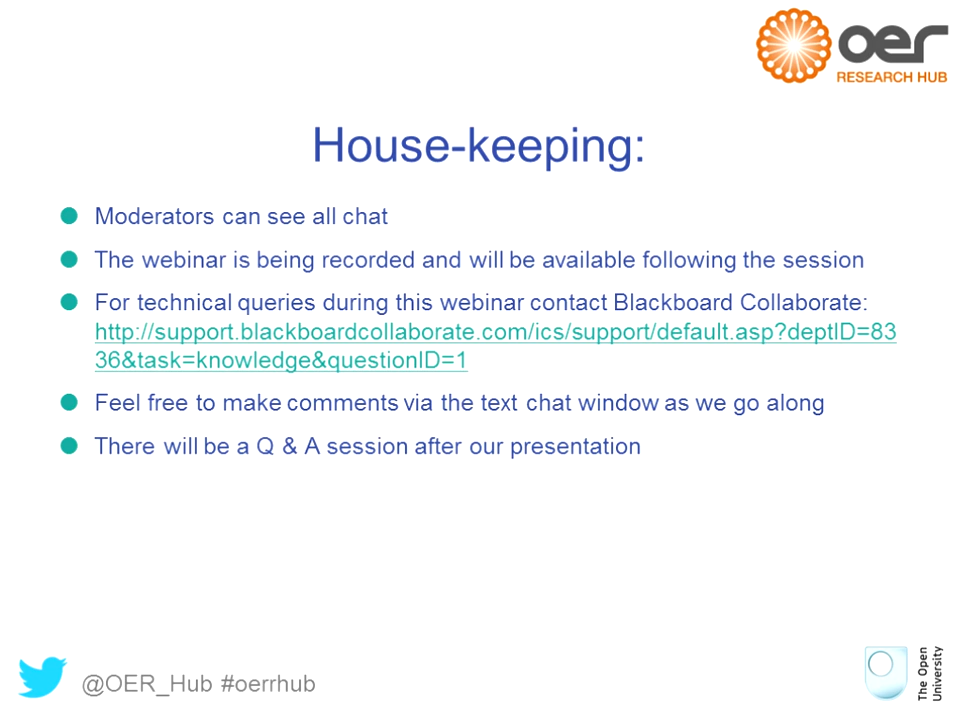 oer
RESEARCH HUB
House-keeping:
Moderators can see all chat
The webinar is being recorded and will be available following the session
For technical queries during this webinar contact Blackboard Collaborate:
http://support.blackboardcollaborate.com/ics/support/default.asp?deptID=83
36&task=knowledge&questionID=1
Feel free to make comments via the text chat window as we go along
There will be a Q & A session after our presentation
@OER_Hub #oerrhub
The Open
University